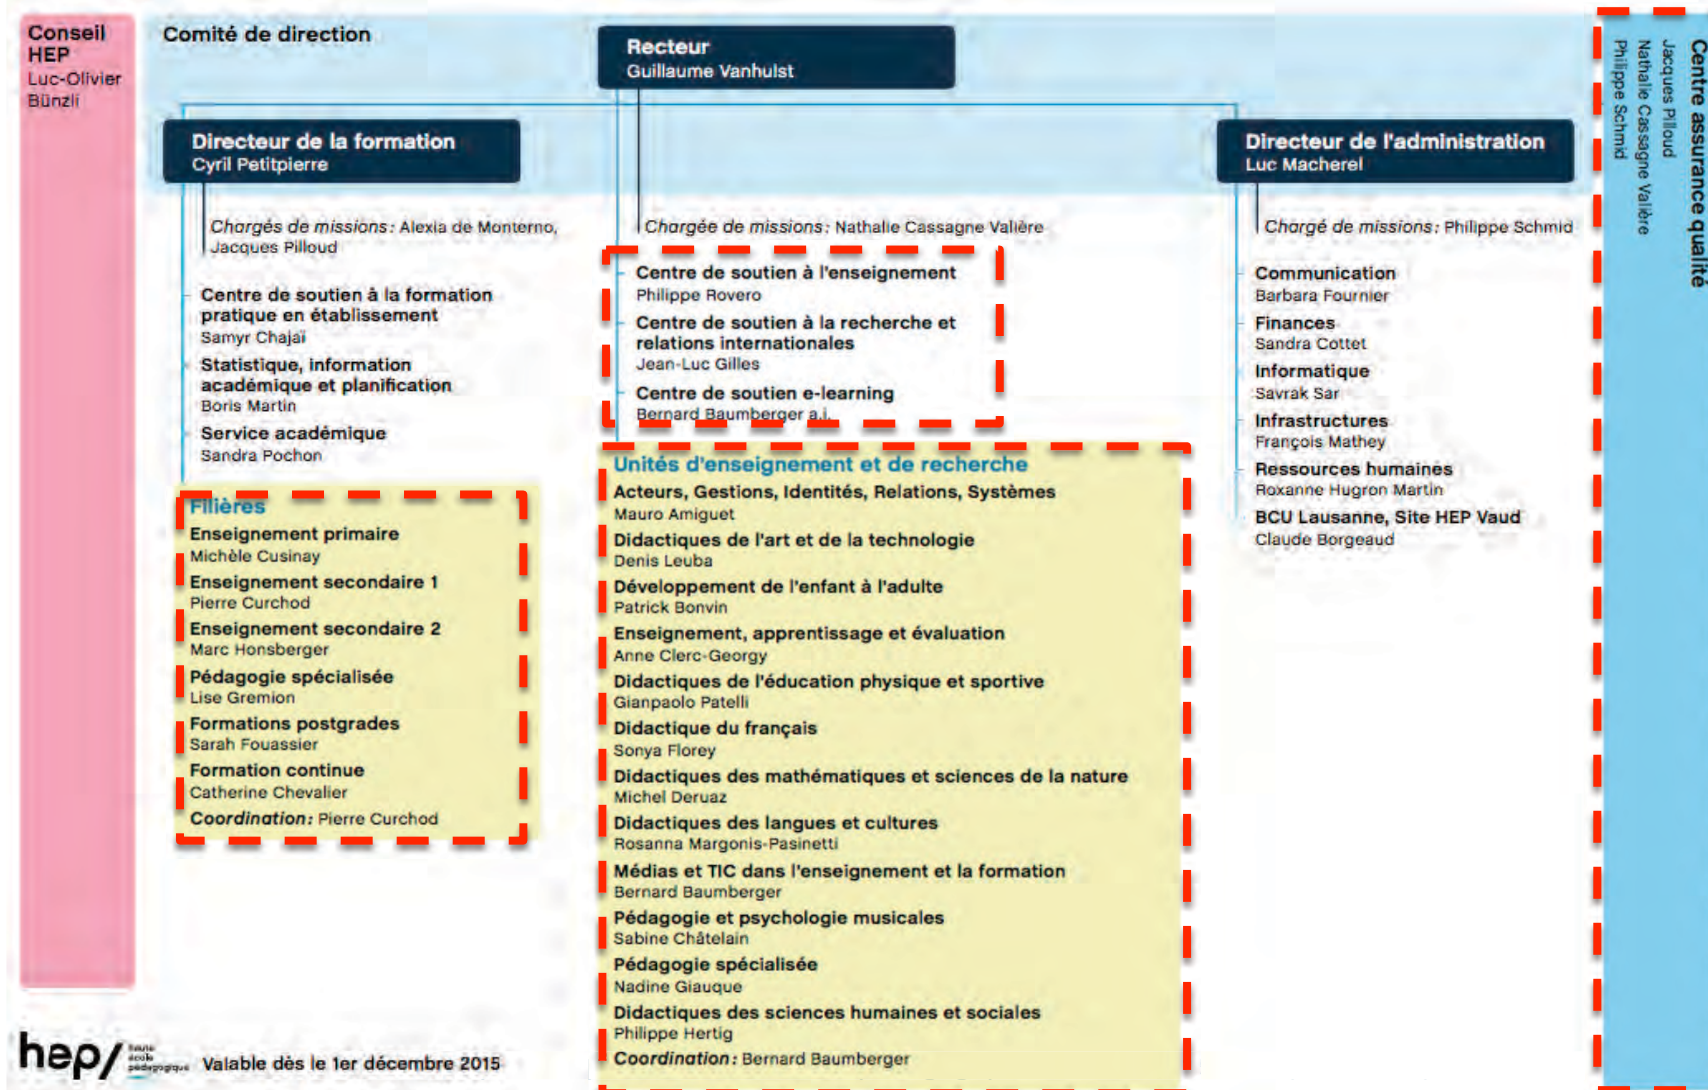 Conseil
HEP
Luc-Olivier
Bünzli
Comité de direction
Recteur
Guillaume Vanhulst
Directeur de la formation
Cyril Petitpierre
Directeur de l'administration
Luc Macherel
Chargés de missions: Alexia de Monterno,
Jacques Pilloud
Centre de soutien à la formation
pratique en établissement
Samyr Chajaï
Statistique, information
académique et planification
Boris Martin
Service académique
Sandra Pochon
Filières
Enseignement primaire
Michèle Cusinay
Enseignement secondaire 1
Pierre Curchod
Enseignement secondaire 2
Marc Honsberger
Pédagogie spécialisée
Lise Gremion
Formations postgrades
Sarah Fouassier
Formation continue
Catherine Chevalier
Coordination: Pierre Curchod
Chargée de missions: Nathalie Cassagne Valière
Centre de soutien à l'enseignement
Philippe Rovero
Centre de soutien à la recherche et
relations internationales
Jean-Luc Gilles
Centre de soutien e-learning
Bernard Baumberger a.i.
Unités d'enseignement et de recherche
Acteurs, Gestions, Identités, Relations, Systèmes
Mauro Amiguet
Didactiques de l'art et de la technologie
Denis Leuba
Développement de l'enfant à l'adulte
Patrick Bonvin
Enseignement, apprentissage et évaluation
Anne Clerc-Georgy
Didactiques de l'éducation physique et sportive
Gianpaolo Patelli
Didactique du français
Sonya Florey
Didactiques des mathématiques et sciences de la nature
Michel Deruaz
Didactiques des langues et cultures
Rosanna Margonis-Pasinetti
Médias et TIC dans l'enseignement et la formation
Bernard Baumberger
Pédagogie et psychologie musicales
Sabine Châtelain
Pédagogie spécialisée
Nadine Giauque
Didactiques des sciences humaines et sociales
Philippe Hertig
Coordination: Bernard Baumberger
Chargé de missions: Philippe Schmid
Communication
Barbara Fournier
Finances
Sandra Cottet
Informatique
Savrak Sar
Infrastructures
François Mathey
Ressources humaines
Roxanne Hugron Martin
BCU Lausanne, Site HEP Vaud
Claude Borgeaud
Centre assurance qualité
Jacques Pilloud
Nathalie Cassagne Valière
Philippe Schmid
hep/
haute
école
pédagogique
Valable dès le 1er décembre 2015